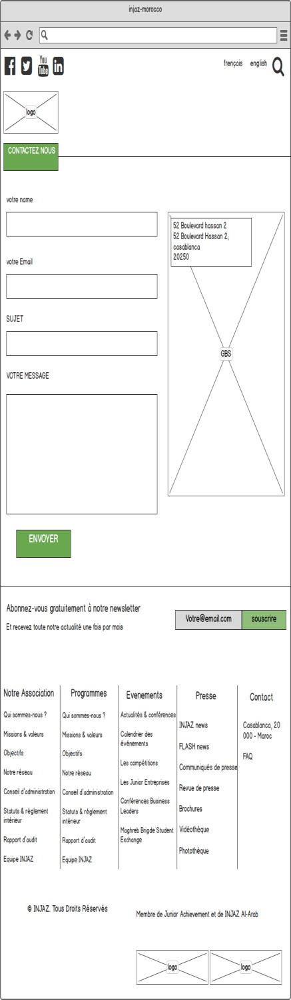 injaz-morocco
You
Tube
in
frençais english
logo
CONTACTEZ NOUS
votre name
52 Boulevard hassan 2
52 Boulevard Hassan 2,
casablanca
20250
votre Email
SUJET
GBS
VOTRE MESSAGE
ENVOYER
Abonnez-vous gratuitement à notre newsletter
Et recevez toute notre actualité une fois par mois
Votre@email.com
souscrire
Notre Association
Qui sommes-nous ?
Missions & valeurs
Objectifs
Notre réseau
Conseil d'administration
Statuts & réglement
intérieur
Rapport d'audit
Equipe INJAZ
Programmes
Qui sommes-nous ?
Missions & valeurs
Objectifs
Notre réseau
Conseil d'administration
Statuts & réglement
intérieur
Rapport d'audit
Equipe INJAZ
Evenements
Actualités & conférences
Calendrier des
événements
Les compétitions
Les Junior Entreprises
Conférences Business
Leaders
Maghreb Brigde Student
Exchange
Presse
INJAZ news
FLASH news
Communiqués de presse
Revue de presse
Brochures
Vidéothèque
Photothèque
Contact
Casablanca, 20
000 - Maroc
FAQ
© INJAZ. Tous Droits Réservés
Membre de Junior Achievement et de INJAZ Al-Arab
logo
logo